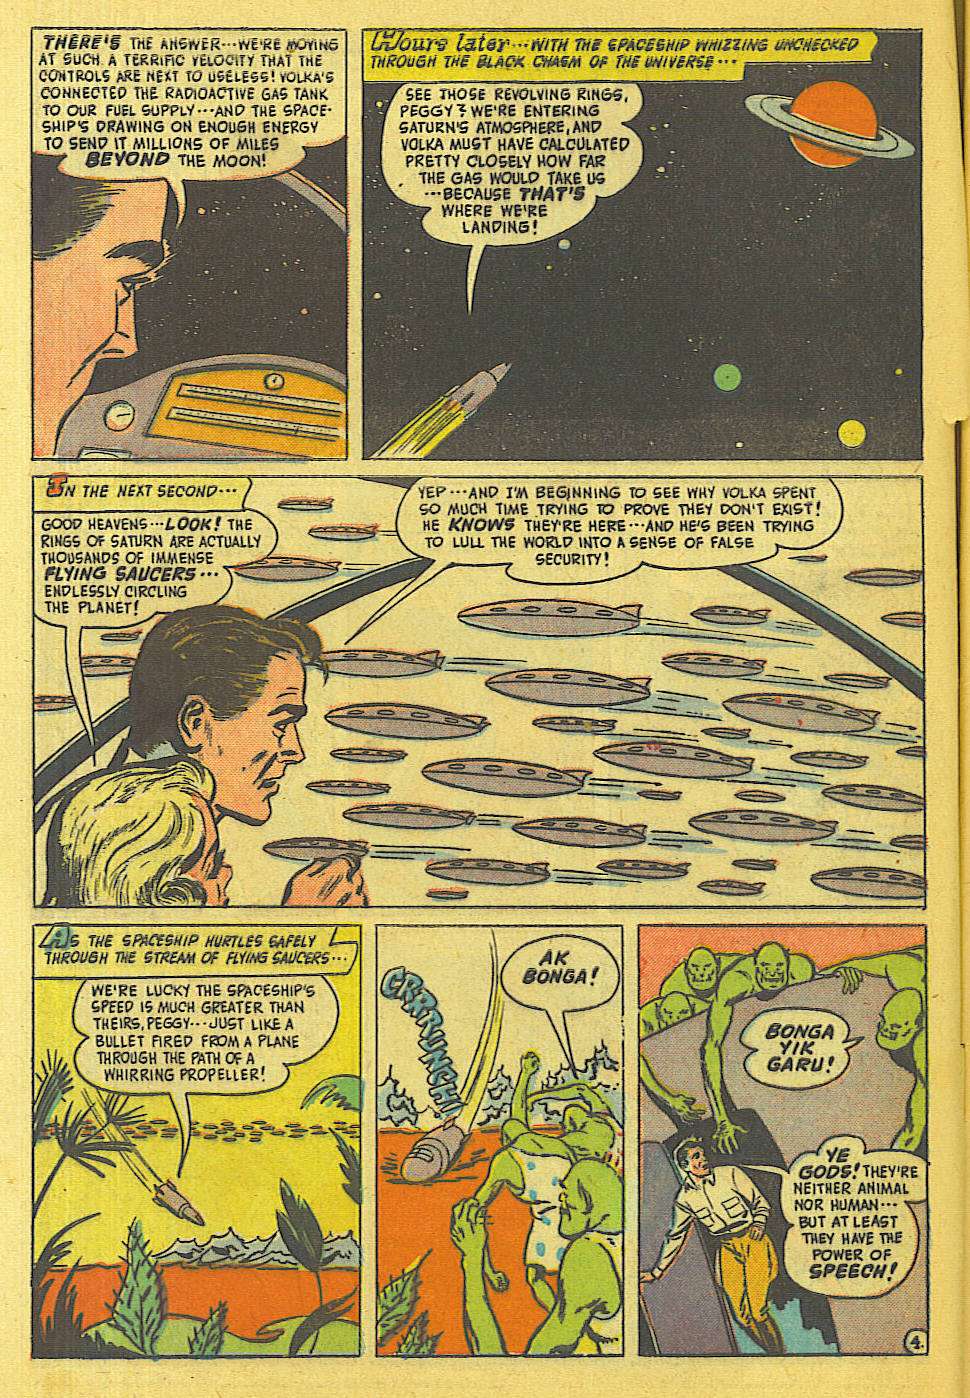 THERE'S THE ANSWER---WE'RE MOVING
AT SUCH A TERRIFIC VELOCITY THAT THE
CONTROLS ARE NEXT TO USELESS! VOLKA'S
CONNECTED THE RADIOACTIVE GAS TANK
TO OUR FUEL SUPPLY---AND THE SPACE-
SHIP'S DRAWING ON ENOUGH ENERGY
TO SEND IT MILLIONS OF MILES
BEYOND THE MOON!
Hours later---WITH THE SPACESHIP WHIZZING UNCHECKED
THROUGH THE BLACK CHASM OF THE UNIVERSE---
SEE THOSE REVOLVING RINGS,
PEGGY? WE'RE ENTERING
SATURN'S ATMOSPHERE, AND
VOLKA MUST HAVE CALCULATED
PRETTY CLOSELY HOW FAR
THE GAS WOULD TAKE US
---BECAUSE THAT'S
WHERE WE'RE
LANDING!
IN THE NEXT SECOND---
GOOD HEAVENS---LOOK! THE
RINGS OF SATURN ARE ACTUALLY
THOUSANDS OF IMMENSE
FLYING SAUCERS---
ENDLESSLY CIRCLING
THE PLANET!
YEP---AND I'M BEGINNING TO SEE WHY VOLKA SPENT
SO MUCH TIME TRYING TO PROVE THEY DON'T EXIST!
HE KNOWS THEY'RE HERE---AND HE'S BEEN TRYING
TO LULL THE WORLD INTO A SENSE OF FALSE
SECURITY!
AS THE SPACESHIP HURTLES SAFELY
THROUGH THE STREAM OF FLYING SAUCERS---
WE'RE LUCKY THE SPACESHIP'S
SPEED IS MUCH GREATER THAN
THEIRS, PEGGY---JUST LIKE A
BULLET FIRED FROM A PLANE
THROUGH THE PATH OF A
WHIRRING PROPELLER!
CRRRUNCH!
AK
BONGA!
BONGA
YIK
GARU!
YE
GODS! THEY'RE
NEITHER ANIMAL
NOR HUMAN---
BUT AT LEAST
THEY HAVE THE
POWER OF
SPEECH!
4.